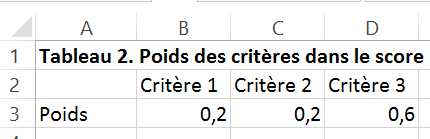 A B C D
1 Tableau 2. Poids des critères dans le score
2 Critère 1 Critère 2 Critère 3
3 Poids 0,2 0,2 0,6